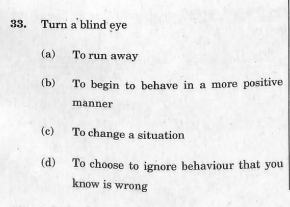 33. Turn a blind eye
(a) To run away
(b) To begin to behave in a more positive
manner
(c) To change a situation
(d) To choose to ignore behaviour that you
know is wrong